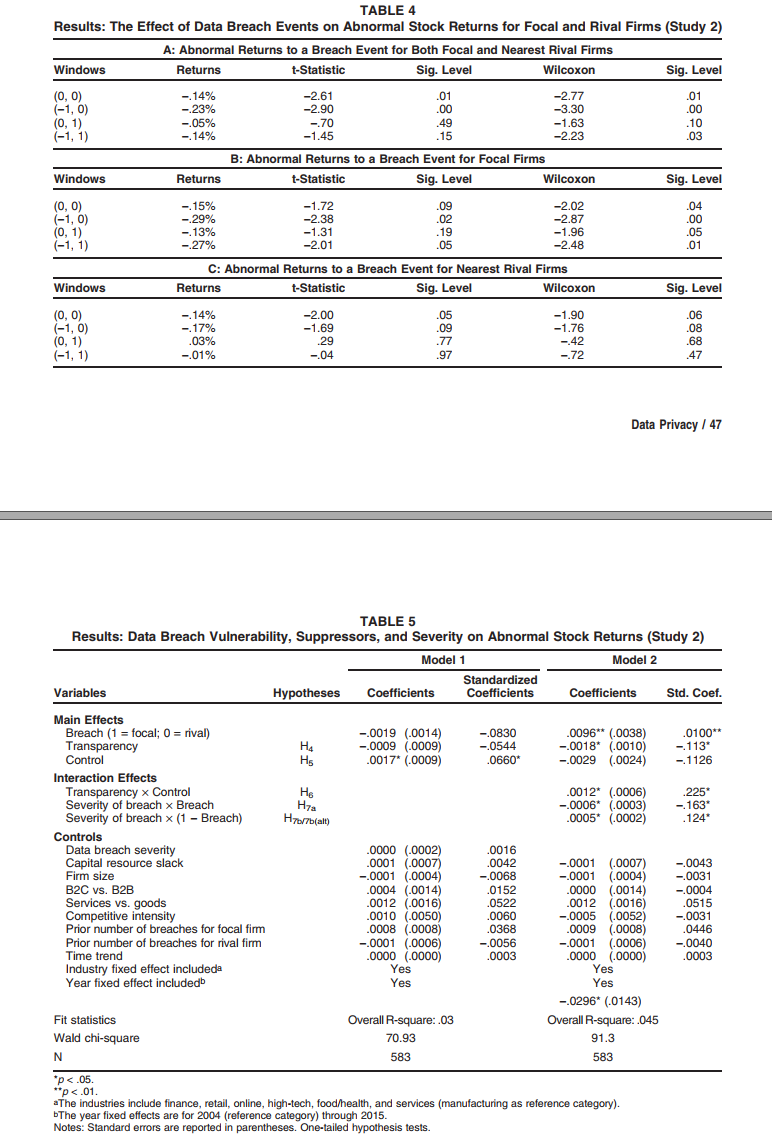 TABLE 4
Results: The Effect of Data Breach Events on Abnormal Stock Returns for Focal and Rival Firms (Study 2)
A: Abnormal Returns to a Breach Event for Both Focal and Nearest Rival Firms
Windows Returns t-Statistic Sig. Level Wilcoxon Sig. Level
(0, 0) –.14% –2.61 .01 –2.77 .01
(–1, 0) –.23% –2.90 .00 –3.30 .00
(0, 1) –.05% –.70 .49 –1.63 .10
(–1, 1) –.14% –1.45 .15 –2.23 .03
B: Abnormal Returns to a Breach Event for Focal Firms
Windows Returns t-Statistic Sig. Level Wilcoxon Sig. Level
(0, 0) –.15% –1.72 .09 –2.02 .04
(–1, 0) –.29% –2.38 .02 –2.87 .00
(0, 1) –.13% –1.31 .19 –1.96 .05
(–1, 1) –.27% –2.01 .05 –2.48 .01
C: Abnormal Returns to a Breach Event for Nearest Rival Firms
Windows Returns t-Statistic Sig. Level Wilcoxon Sig. Level
(0, 0) –.14% –2.00 .05 –1.90 .06
(–1, 0) –.17% –1.69 .09 –1.76 .08
(0, 1) .03% .29 .77 –.42 .68
(–1, 1) –.01% –.04 .97 –.72 .47
Data Privacy / 47
TABLE 5
Results: Data Breach Vulnerability, Suppressors, and Severity on Abnormal Stock Returns (Study 2)
Model 1 Model 2
Variables Hypotheses Coefficients Standardized Coefficients Coefficients Std. Coef.
Main Effects
Breach (1 = focal; 0 = rival) –.0019 (.0014) –.0830 .0096** (.0038) .0100**
Transparency H4 –.0009 (.0009) –.0544 –.0018* (.0010) –.113*
Control H5 .0017* (.0009) .0660* –.0029 (.0024) –.1126
Interaction Effects
Transparency × Control H6 .0012* (.0006) .225*
Severity of breach × Breach H7a –.0006* (.0003) –.163*
Severity of breach × (1 – Breach) H7b/7b(alt) .0005* (.0002) .124*
Controls
Data breach severity .0000 (.0002) .0016
Capital resource slack .0001 (.0007) .0042 –.0001 (.0007) –.0043
Firm size –.0001 (.0004) –.0068 –.0001 (.0004) –.0031
B2C vs. B2B .0004 (.0014) .0152 .0000 (.0014) –.0004
Services vs. goods .0012 (.0016) .0522 .0012 (.0016) .0515
Competitive intensity .0010 (.0050) .0060 –.0005 (.0052) –.0031
Prior number of breaches for focal firm .0008 (.0008) .0368 .0009 (.0008) .0446
Prior number of breaches for rival firm –.0001 (.0006) –.0056 –.0001 (.0006) –.0040
Time trend .0000 (.0000) .0003 .0000 (.0000) .0003
Industry fixed effect includedᵃ Yes Yes
Year fixed effect includedᵇ Yes Yes
–.0296* (.0143)
Fit statistics Overall R-square: .03 Overall R-square: .045
Wald chi-square 70.93 91.3
N 583 583
*p < .05.
**p < .01.
ᵃThe industries include finance, retail, online, high-tech, food/health, and services (manufacturing as reference category).
ᵇThe year fixed effects are for 2004 (reference category) through 2015.
Notes: Standard errors are reported in parentheses. One-tailed hypothesis tests.